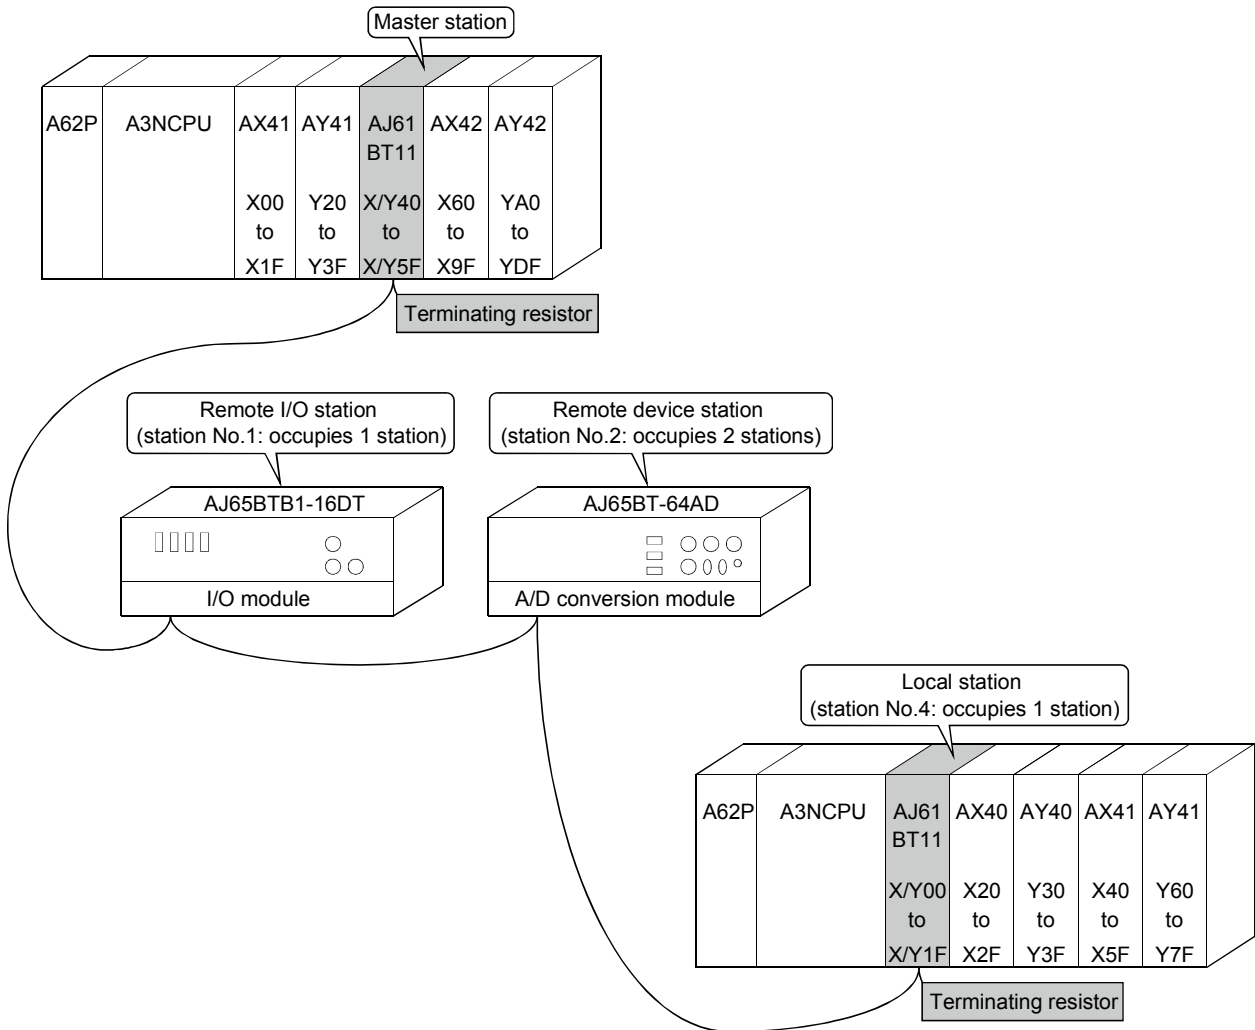 Master station
A62P A3NCPU AX41 AY41 AJ61 AX42 AY42
BT11
X00 Y20 X/Y40 X60 YA0
to to to to to
X1F Y3F X/Y5F X9F YDF
Terminating resistor
Remote I/O station
(station No.1: occupies 1 station)
Remote device station
(station No.2: occupies 2 stations)
AJ65BTB1-16DT
I/O module
AJ65BT-64AD
A/D conversion module
Local station
(station No.4: occupies 1 station)
A62P A3NCPU AJ61 AX40 AY40 AX41 AY41
BT11
X/Y00 X20 Y30 X40 Y60
to to to to to
X/Y1F X2F Y3F X5F Y7F
Terminating resistor